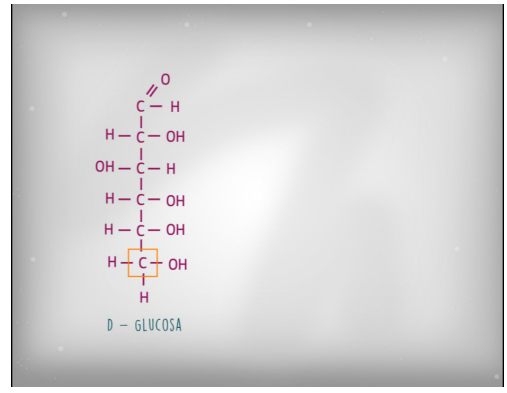 O
C — H
H — C — OH
OH — C — H
H — C — OH
H — C — OH
H — C — OH
H
D – GLUCOSA